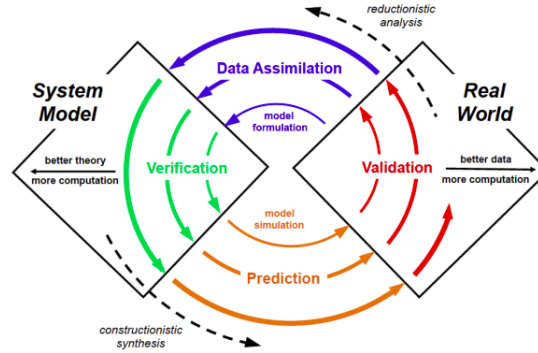 reductionistic
analysis
System
Model
Data Assimilation
Real
World
model
formulation
better theory
more computation
Verification
Validation
better data
more computation
model
simulation
Prediction
constructionistic
synthesis